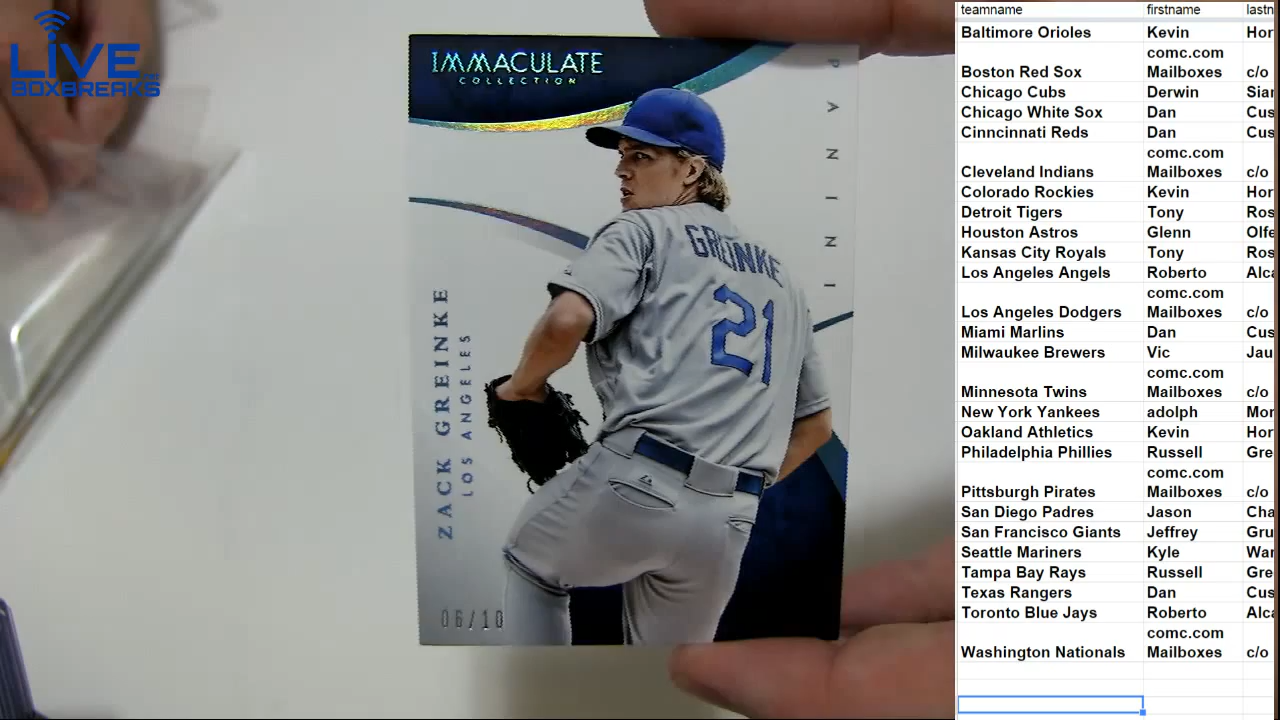 LIVE
BOXBREAKS
IMMACULATE
COLLECTION
PANINI
GREINKE
21
ZACK GREINKE
LOS ANGELES
06/10
teamname firstname lastn
Baltimore Orioles Kevin Hor
comc.com
Boston Red Sox Mailboxes c/o
Chicago Cubs Derwin Siar
Chicago White Sox Dan Cus
Cinncinnati Reds Dan Cus
comc.com
Cleveland Indians Mailboxes c/o
Colorado Rockies Kevin Hor
Detroit Tigers Tony Ros
Houston Astros Glenn Olfe
Kansas City Royals Tony Ros
Los Angeles Angels Roberto Alca
comc.com
Los Angeles Dodgers Mailboxes c/o
Miami Marlins Dan Cus
Milwaukee Brewers Vic Jau
comc.com
Minnesota Twins Mailboxes c/o
New York Yankees adolph Mor
Oakland Athletics Kevin Hor
Philadelphia Phillies Russell Gre
comc.com
Pittsburgh Pirates Mailboxes c/o
San Diego Padres Jason Cha
San Francisco Giants Jeffrey Gru
Seattle Mariners Kyle War
Tampa Bay Rays Russell Gre
Texas Rangers Dan Cus
Toronto Blue Jays Roberto Alca
comc.com
Washington Nationals Mailboxes c/o